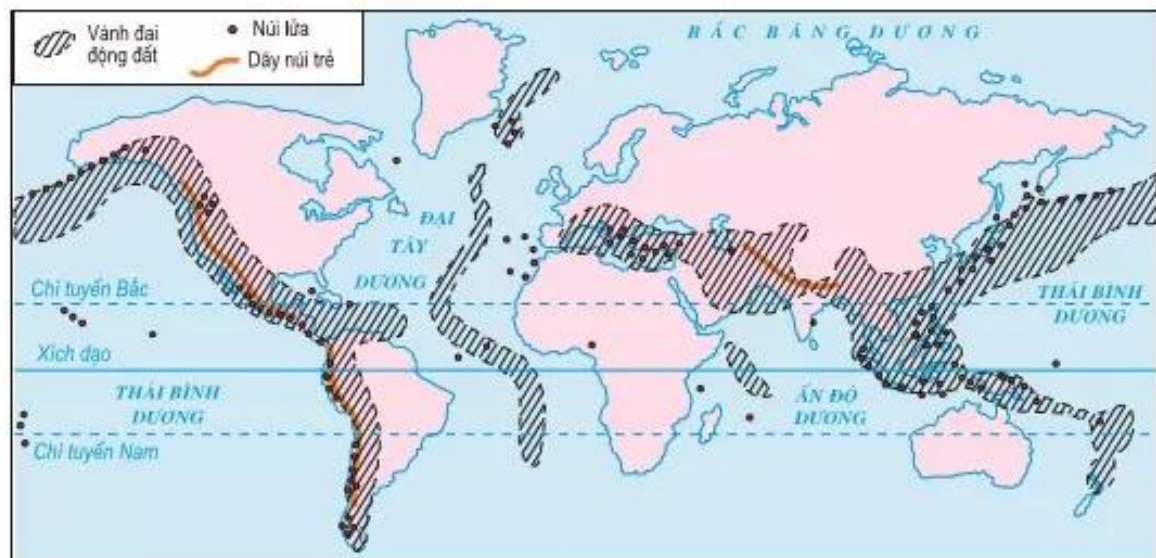 Vành đai
động đất
Núi lửa
Dãy núi trẻ
BẮC BĂNG DƯƠNG
ĐẠI
TÂY
DƯƠNG
Chí tuyến Bắc
THÁI BÌNH
DƯƠNG
Xích đạo
THÁI BÌNH
DƯƠNG
ẤN ĐỘ
DƯƠNG
Chí tuyến Nam